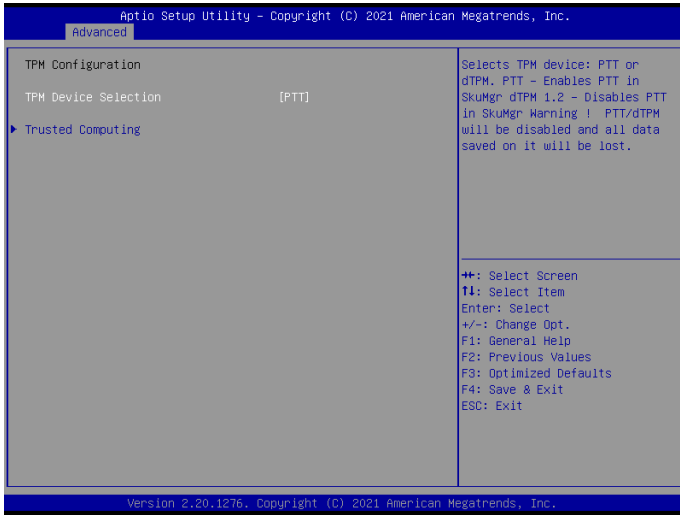 Aptio Setup Utility – Copyright (C) 2021 American Megatrends, Inc.
Advanced
TPM Configuration
TPM Device Selection [PTT]
Trusted Computing
Selects TPM device: PTT or
dTPM. PTT – Enables PTT in
SkuMgr dTPM 1.2 – Disables PTT
in SkuMgr Warning ! PTT/dTPM
will be disabled and all data
saved on it will be lost.
→←: Select Screen
↑↓: Select Item
Enter: Select
+/-: Change Opt.
F1: General Help
F2: Previous Values
F3: Optimized Defaults
F4: Save & Exit
ESC: Exit
Version 2.20.1276. Copyright (C) 2021 American Megatrends, Inc.